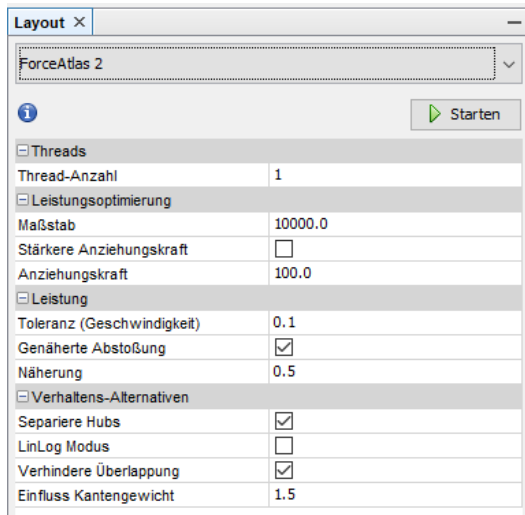 Layout
ForceAtlas 2
Starten
Threads
Thread-Anzahl 1
Leistungsoptimierung
Maßstab 10000.0
Stärkere Anziehungskraft
Anziehungskraft 100.0
Leistung
Toleranz (Geschwindigkeit) 0.1
Genäherte Abstoßung
Näherung 0.5
Verhaltens-Alternativen
Separiere Hubs
LinLog Modus
Verhindere Überlappung
Einfluss Kantengewicht 1.5